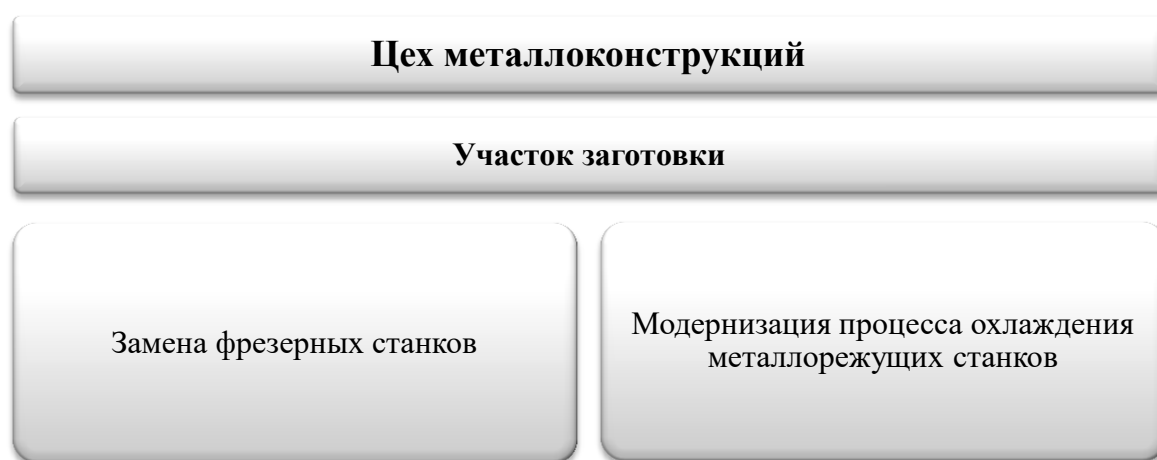 Цех металлоконструкций
Участок заготовки
Замена фрезерных станков
Модернизация процесса охлаждения
металлорежущих станков